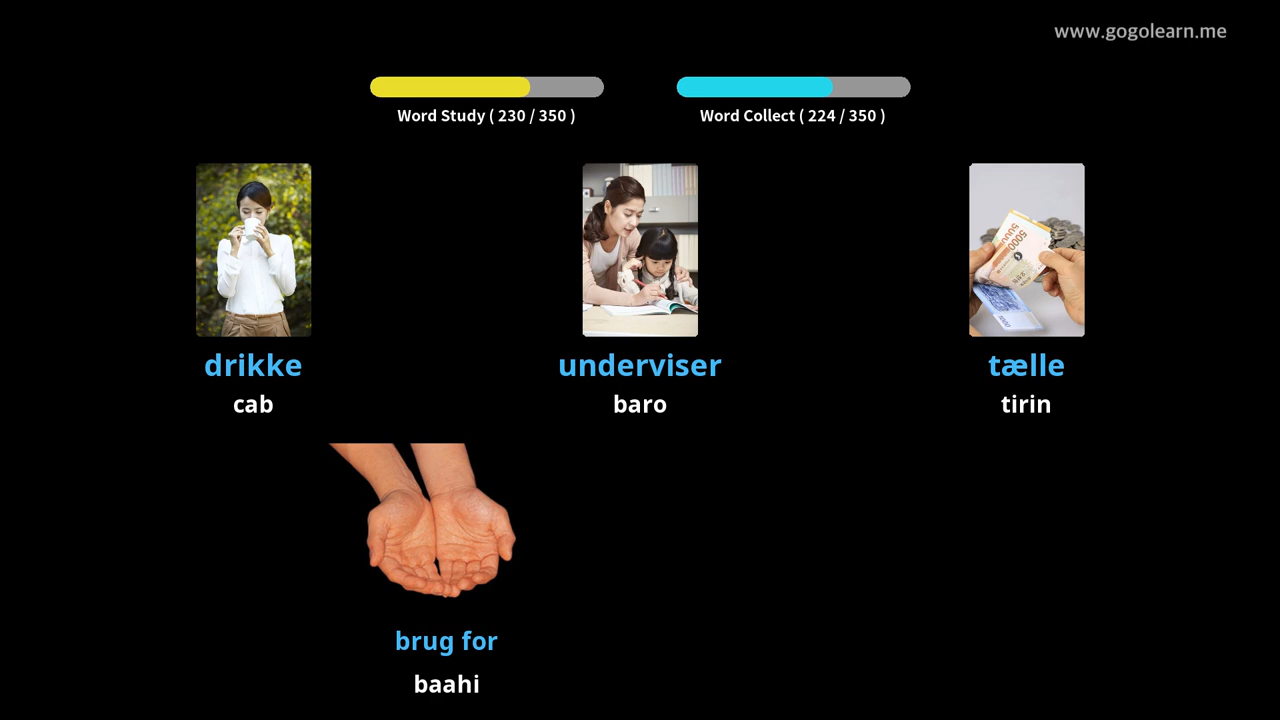 www.gogolearn.me
Word Study ( 230 / 350 )
Word Collect ( 224 / 350 )
drikke
cab
underviser
baro
tælle
tirin
brug for
baahi